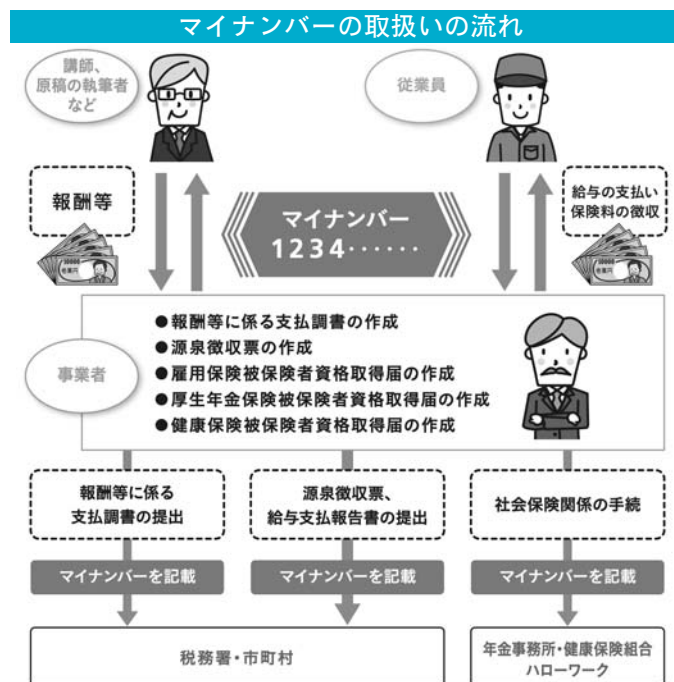 マイナンバーの取扱いの流れ
講師、
原稿の執筆者
など
従業員
報酬等
マイナンバー
1234‥‥‥
給与の支払い
保険料の徴収
事業者
●報酬等に係る支払調書の作成
●源泉徴収票の作成
●雇用保険被保険者資格取得届の作成
●厚生年金保険被保険者資格取得届の作成
●健康保険被保険者資格取得届の作成
報酬等に係る
支払調書の提出
源泉徴収票、
給与支払報告書の提出
社会保険関係の手続
マイナンバーを記載
マイナンバーを記載
マイナンバーを記載
税務署・市町村
年金事務所・健康保険組合
ハローワーク